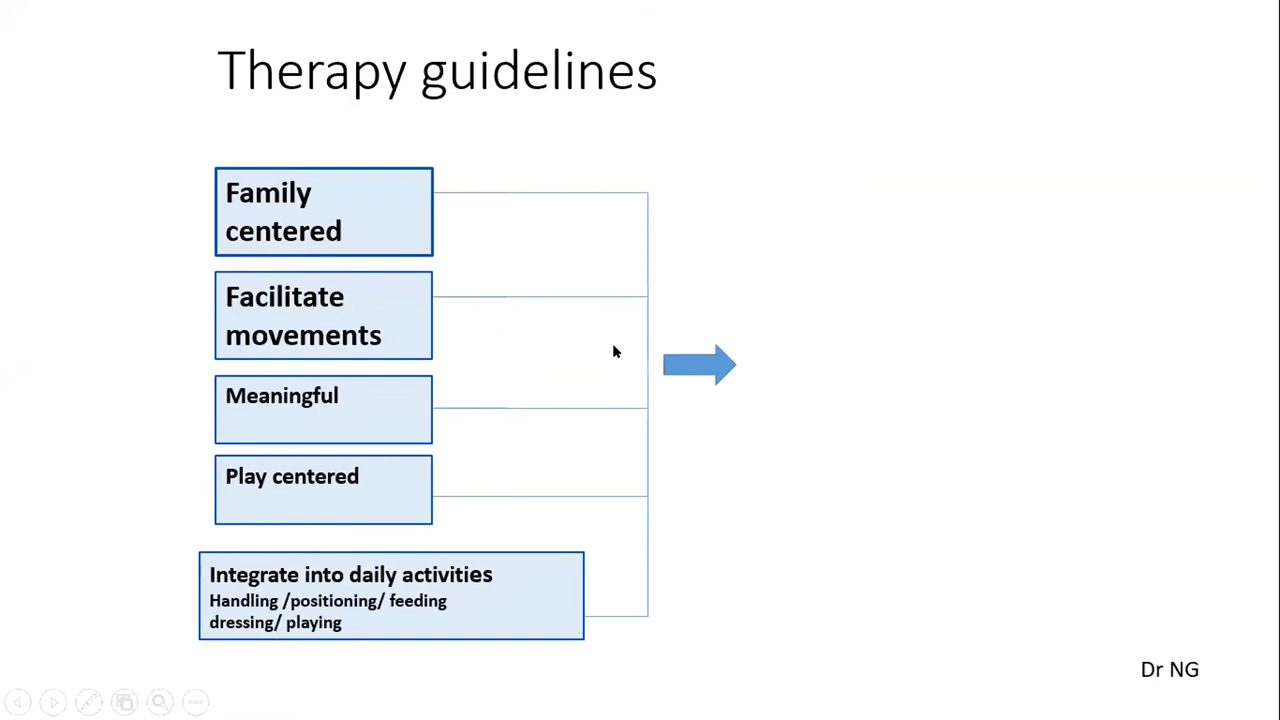 Therapy guidelines
Family
centered
Facilitate
movements
Meaningful
Play centered
Integrate into daily activities
Handling /positioning/ feeding
dressing/ playing
Dr NG